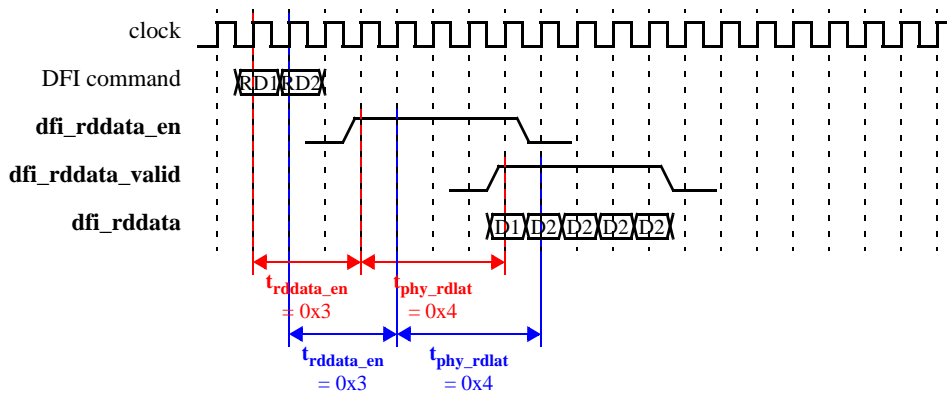 clock
DFI command RD1 RD2
dfi_rddata_en
dfi_rddata_valid
dfi_rddata D1 D2 D2 D2 D2
trddata_en tphy_rdlat
= 0x3 = 0x4
trddata_en tphy_rdlat
= 0x3 = 0x4